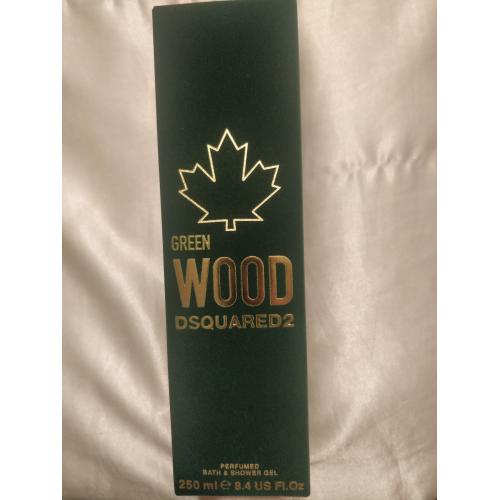 GREEN
WOOD
DSQUARED2
PERFUMED
BATH & SHOWER GEL
250 ml ℮ 8.4 US Fl.Oz